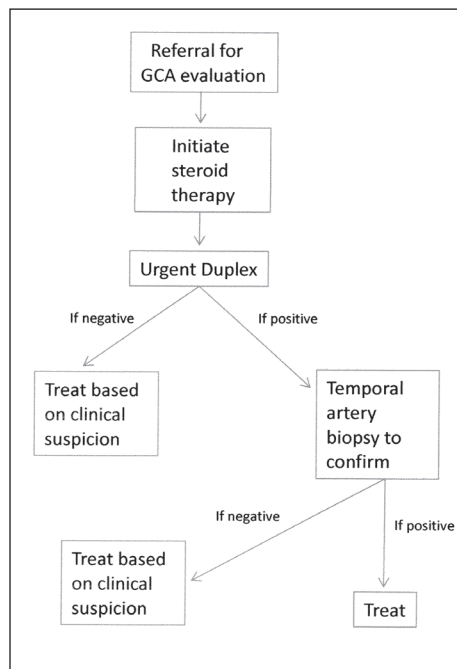 Referral for
GCA evaluation
Initiate
steroid
therapy
Urgent Duplex
If negative
If positive
Treat based
on clinical
suspicion
Temporal
artery
biopsy to
confirm
If negative
If positive
Treat based
on clinical
suspicion
Treat